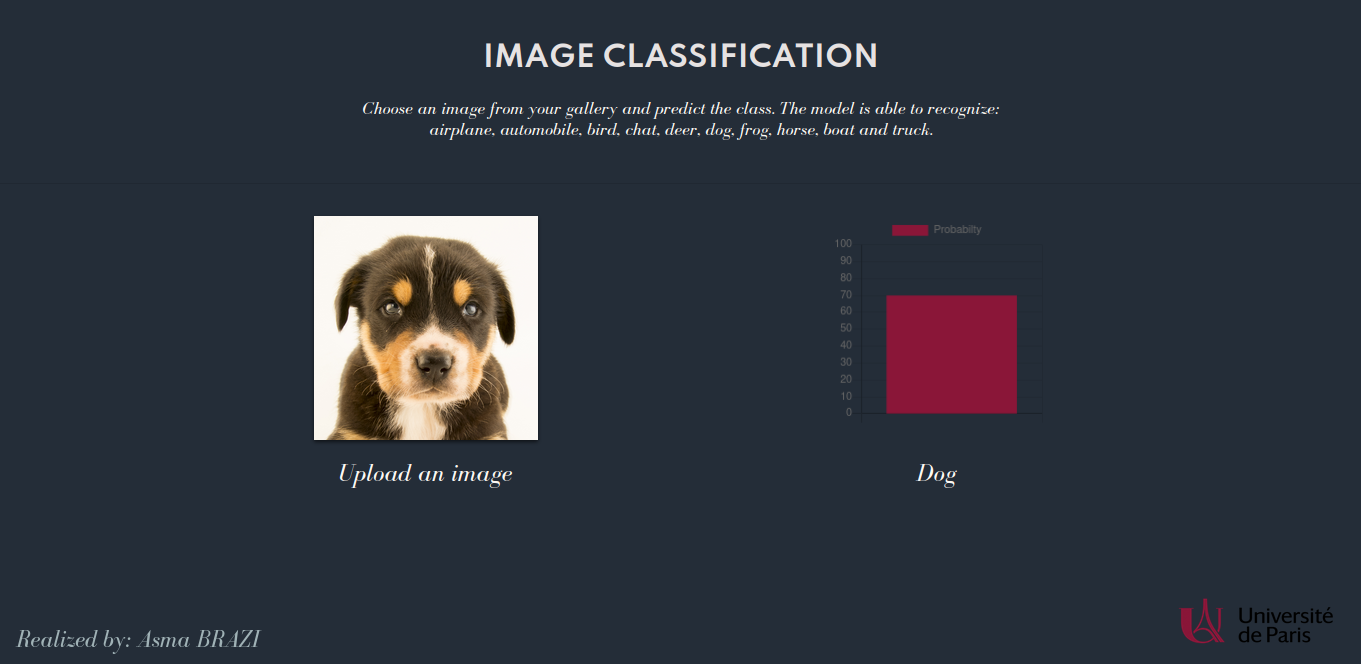 IMAGE CLASSIFICATION
Choose an image from your gallery and predict the class. The model is able to recognize:
airplane, automobile, bird, chat, deer, dog, frog, horse, boat and truck.
Upload an image
Probabilty
100
90
80
70
60
50
40
30
20
10
0
Dog
Realized by: Asma BRAZI
Université
de Paris